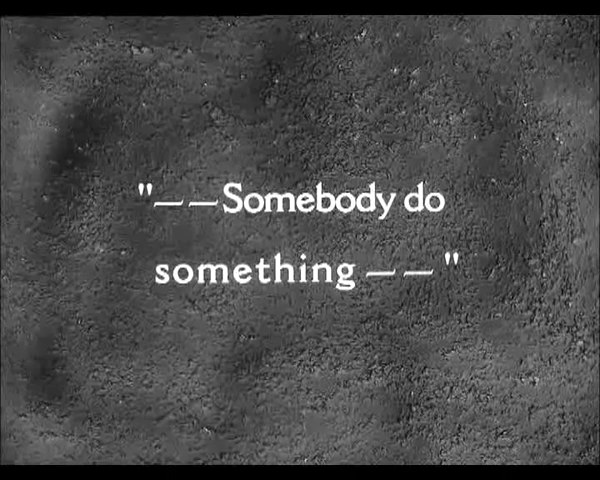 "— —Somebody do
something — — "